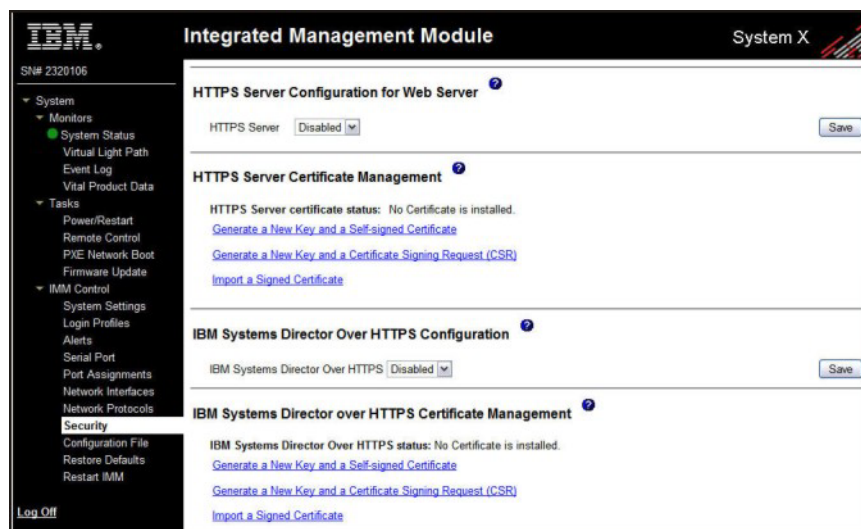 IBM.
Integrated Management Module
System X
SN# 2320106
System
Monitors
System Status
Virtual Light Path
Event Log
Vital Product Data
Tasks
Power/Restart
Remote Control
PXE Network Boot
Firmware Update
IMM Control
System Settings
Login Profiles
Alerts
Serial Port
Port Assignments
Network Interfaces
Network Protocols
Security
Configuration File
Restore Defaults
Restart IMM
Log Off
HTTPS Server Configuration for Web Server ?
HTTPS Server Disabled Save
HTTPS Server Certificate Management ?
HTTPS Server certificate status: No Certificate is installed.
Generate a New Key and a Self-signed Certificate
Generate a New Key and a Certificate Signing Request (CSR)
Import a Signed Certificate
IBM Systems Director Over HTTPS Configuration ?
IBM Systems Director Over HTTPS Disabled Save
IBM Systems Director over HTTPS Certificate Management ?
IBM Systems Director Over HTTPS status: No Certificate is installed.
Generate a New Key and a Self-signed Certificate
Generate a New Key and a Certificate Signing Request (CSR)
Import a Signed Certificate